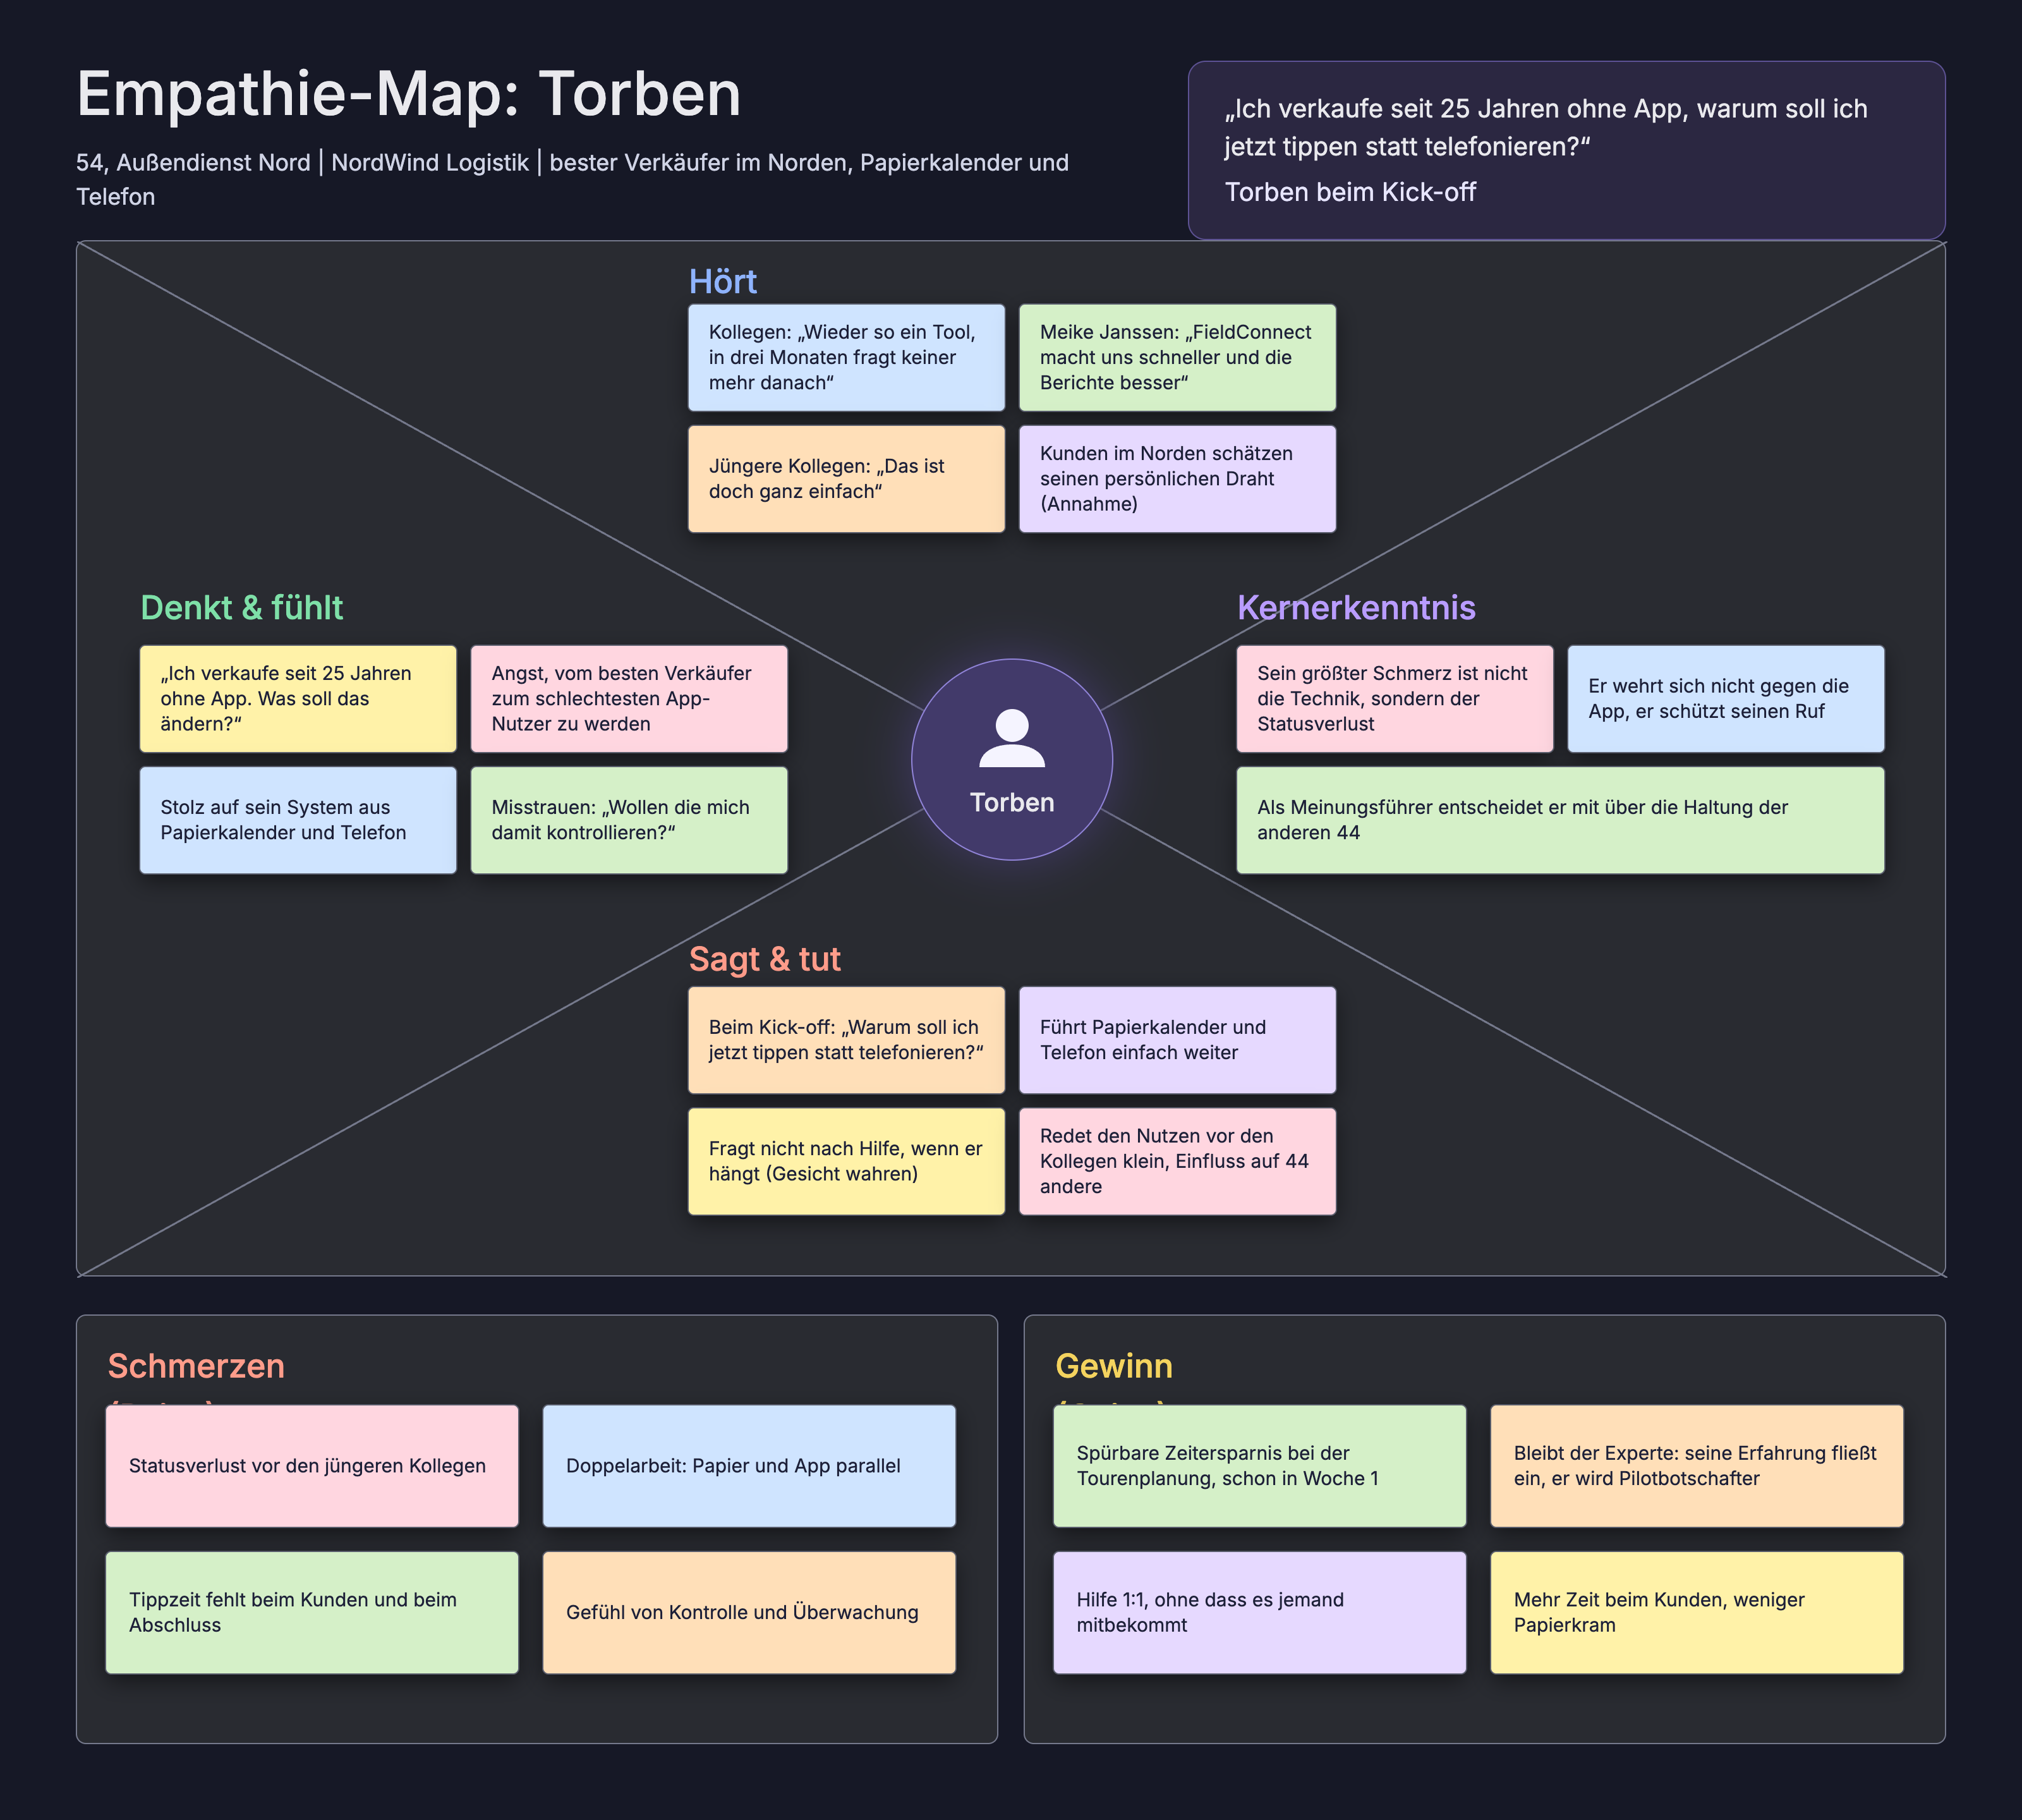 Empathie-Map: Torben
54, Außendienst Nord | NordWind Logistik | bester Verkäufer im Norden, Papierkalender und
Telefon
„Ich verkaufe seit 25 Jahren ohne App, warum soll ich
jetzt tippen statt telefonieren?“
Torben beim Kick-off
Hört
Kollegen: „Wieder so ein Tool,
in drei Monaten fragt keiner
mehr danach“
Meike Janssen: „FieldConnect
macht uns schneller und die
Berichte besser“
Jüngere Kollegen: „Das ist
doch ganz einfach“
Kunden im Norden schätzen
seinen persönlichen Draht
(Annahme)
Denkt & fühlt
„Ich verkaufe seit 25 Jahren
ohne App. Was soll das
ändern?“
Angst, vom besten Verkäufer
zum schlechtesten App-
Nutzer zu werden
Stolz auf sein System aus
Papierkalender und Telefon
Misstrauen: „Wollen die mich
damit kontrollieren?“
Torben
Kernerkenntnis
Sein größter Schmerz ist nicht
die Technik, sondern der
Statusverlust
Er wehrt sich nicht gegen die
App, er schützt seinen Ruf
Als Meinungsführer entscheidet er mit über die Haltung der
anderen 44
Sagt & tut
Beim Kick-off: „Warum soll ich
jetzt tippen statt telefonieren?“
Führt Papierkalender und
Telefon einfach weiter
Fragt nicht nach Hilfe, wenn er
hängt (Gesicht wahren)
Redet den Nutzen vor den
Kollegen klein, Einfluss auf 44
andere
Schmerzen
Statusverlust vor den jüngeren Kollegen
Doppelarbeit: Papier und App parallel
Tippzeit fehlt beim Kunden und beim
Abschluss
Gefühl von Kontrolle und Überwachung
Gewinn
Spürbare Zeitersparnis bei der
Tourenplanung, schon in Woche 1
Bleibt der Experte: seine Erfahrung fließt
ein, er wird Pilotbotschafter
Hilfe 1:1, ohne dass es jemand
mitbekommt
Mehr Zeit beim Kunden, weniger
Papierkram